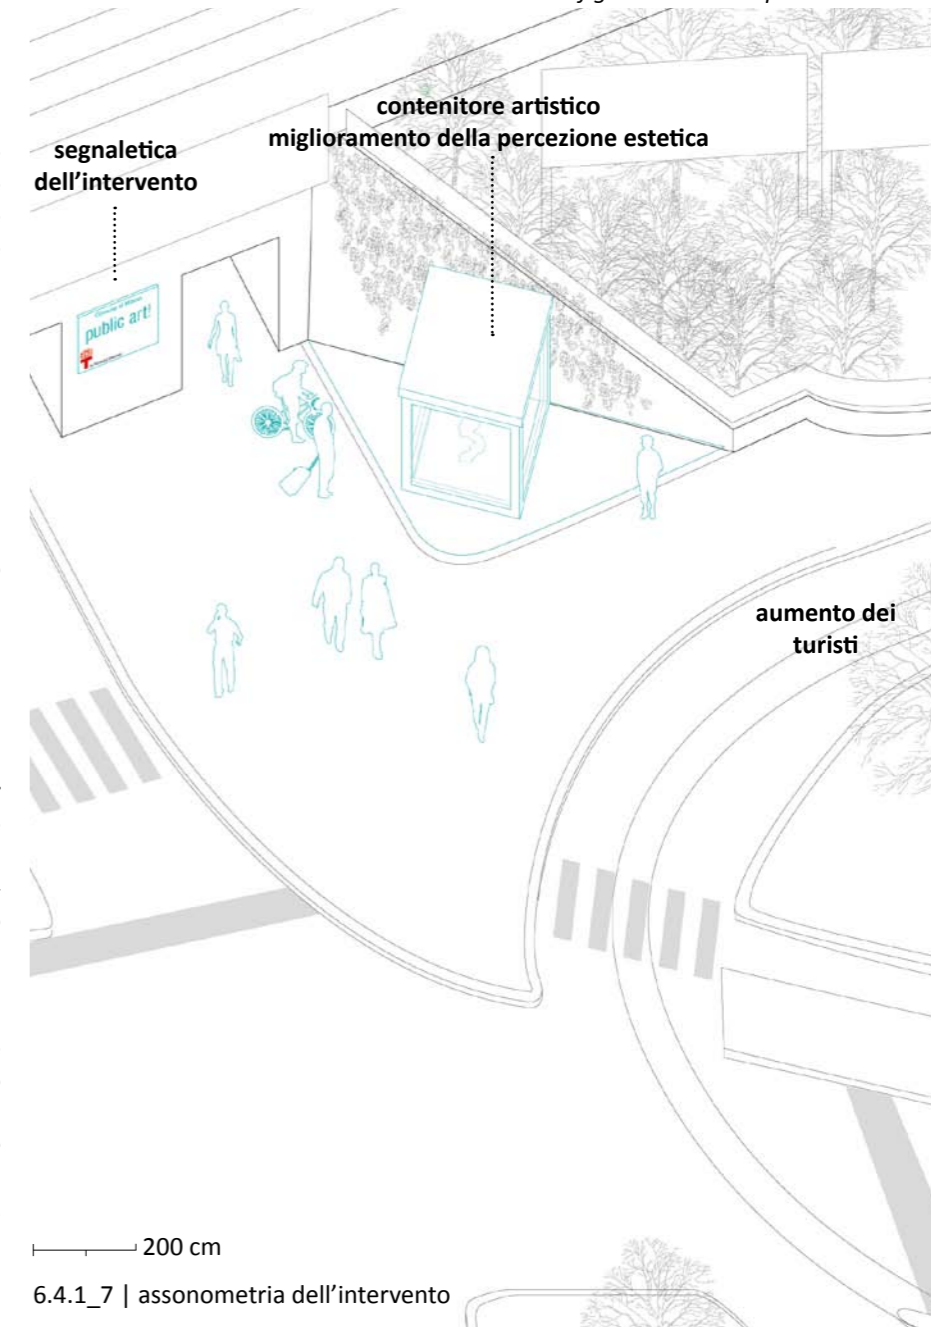 contenitore artistico
miglioramento della percezione estetica
segnaletica
dell’intervento
public art!
T
aumento dei
turisti
200 cm
6.4.1_7 | assonometria dell’intervento